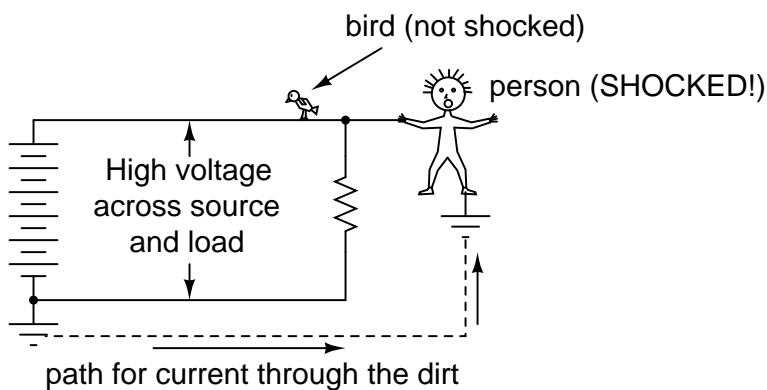 bird (not shocked)
person (SHOCKED!)
High voltage
across source
and load
path for current through the dirt